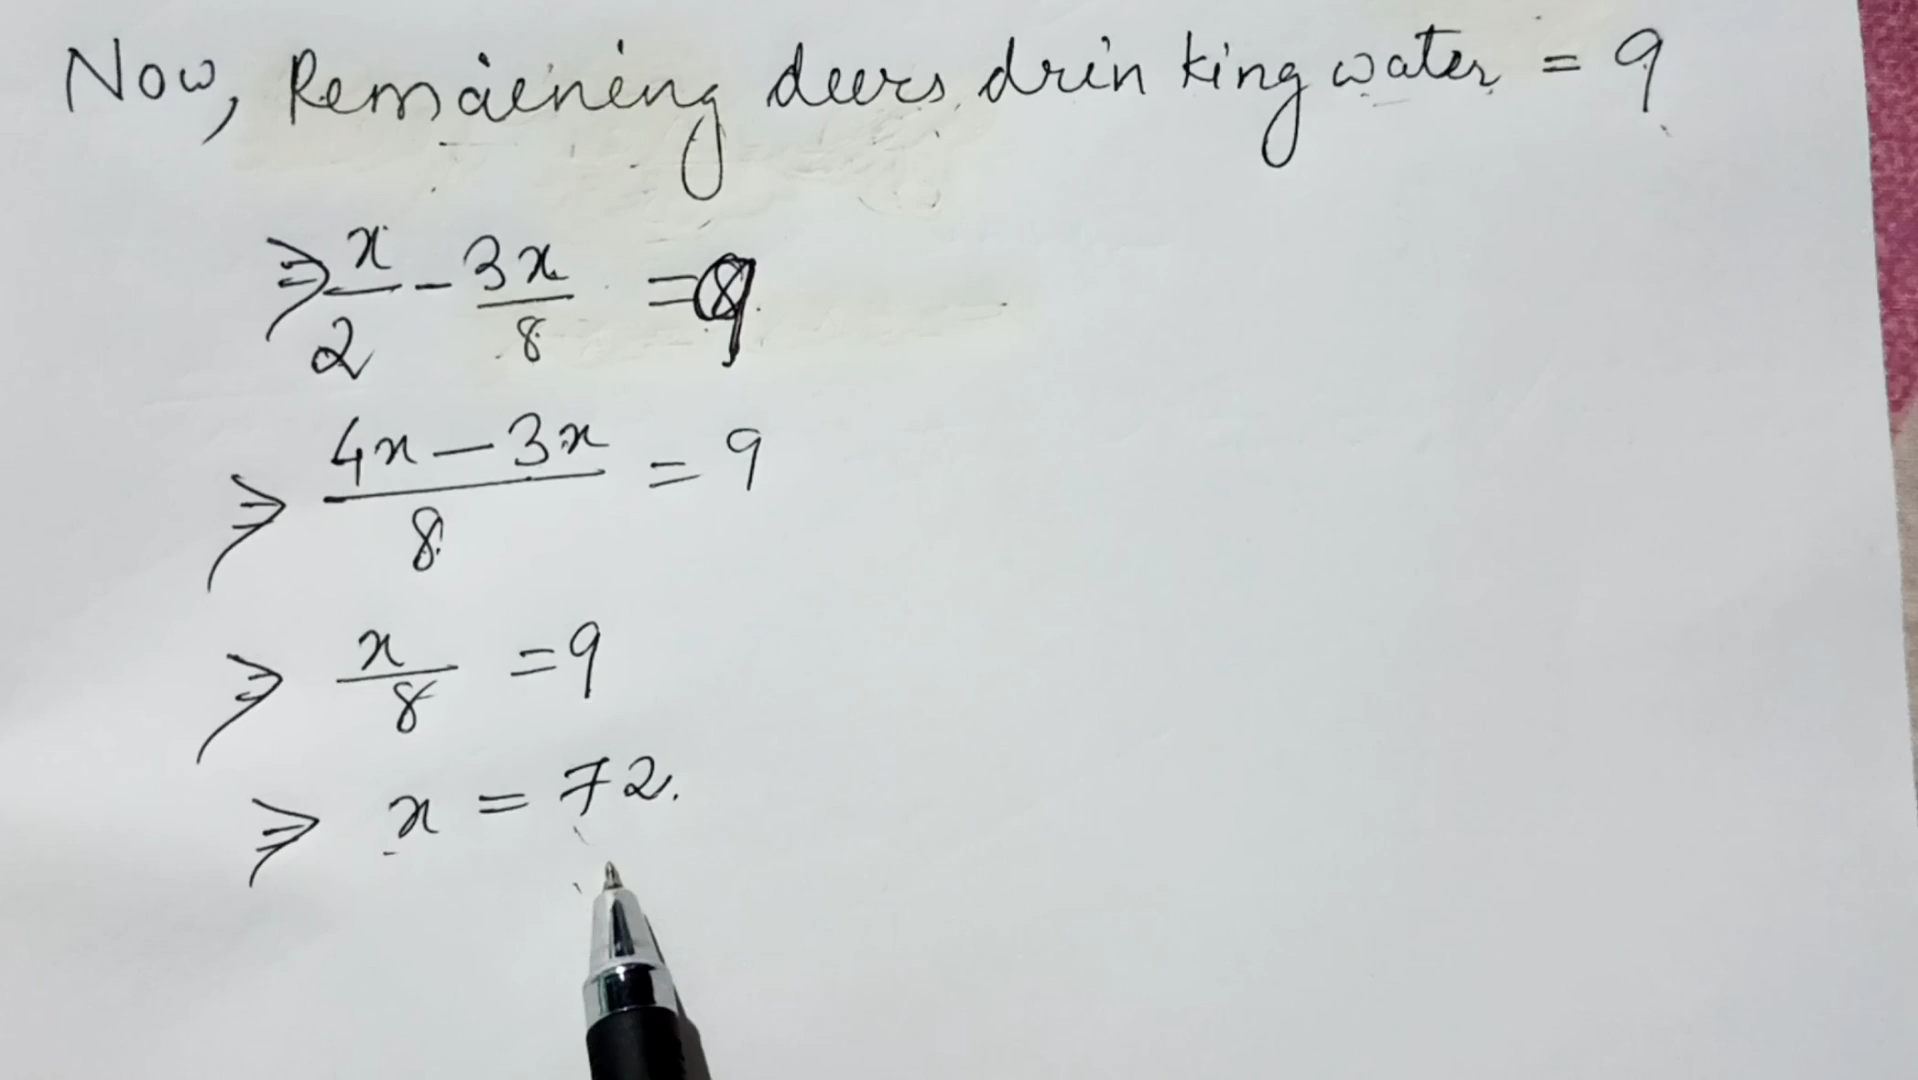 Now, Remaining deers drinking water = 9
⇒ x/2 - 3x/8 = 9
⇒ (4x - 3x)/8 = 9
⇒ x/8 = 9
⇒ x = 72.